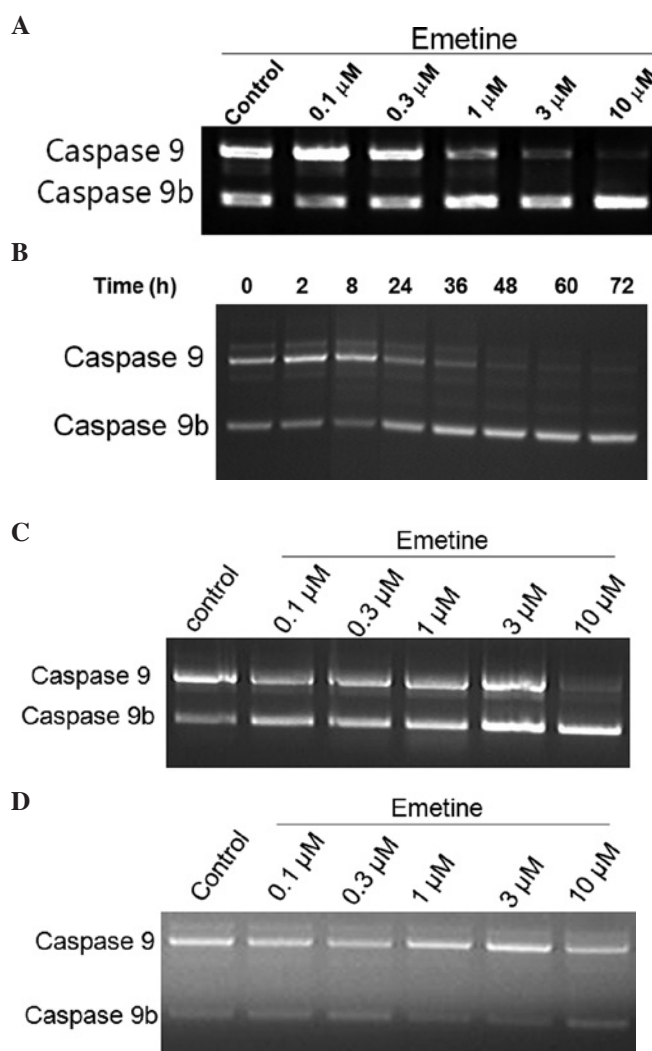 A
Emetine
Control 0.1 μM 0.3 μM 1 μM 3 μM 10 μM
Caspase 9
Caspase 9b
B
Time (h) 0 2 8 24 36 48 60 72
Caspase 9
Caspase 9b
C
Emetine
control 0.1 μM 0.3 μM 1 μM 3 μM 10 μM
Caspase 9
Caspase 9b
D
Emetine
Control 0.1 μM 0.3 μM 1 μM 3 μM 10 μM
Caspase 9
Caspase 9b